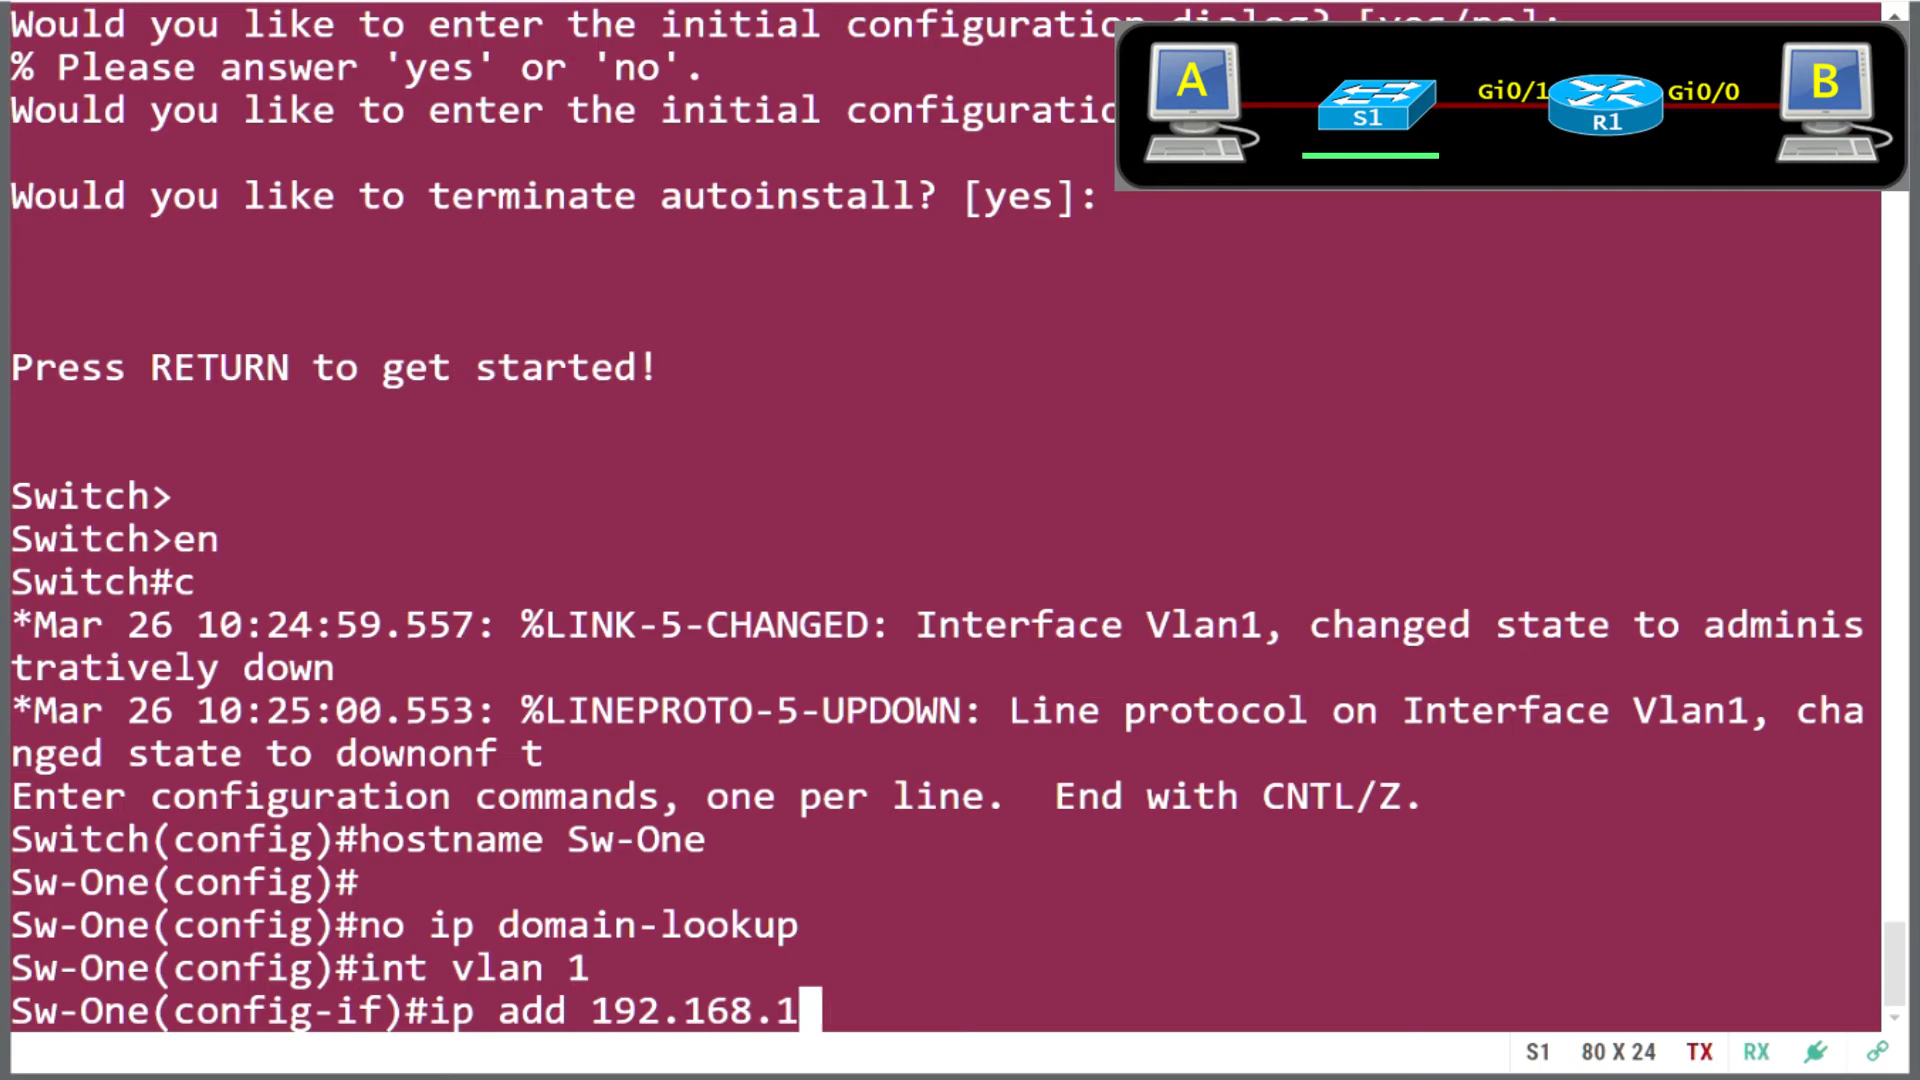 Would you like to enter the initial configuration dialog? [yes/no]:
% Please answer 'yes' or 'no'.
Would you like to enter the initial configuratio
A
S1
Gi0/1
R1
Gi0/0
B
Would you like to terminate autoinstall? [yes]:
Press RETURN to get started!
Switch>
Switch>en
Switch#c
*Mar 26 10:24:59.557: %LINK-5-CHANGED: Interface Vlan1, changed state to adminis
tratively down
*Mar 26 10:25:00.553: %LINEPROTO-5-UPDOWN: Line protocol on Interface Vlan1, cha
nged state to downonf t
Enter configuration commands, one per line.  End with CNTL/Z.
Switch(config)#hostname Sw-One
Sw-One(config)#
Sw-One(config)#no ip domain-lookup
Sw-One(config)#int vlan 1
Sw-One(config-if)#ip add 192.168.1
S1 80 X 24 TX RX